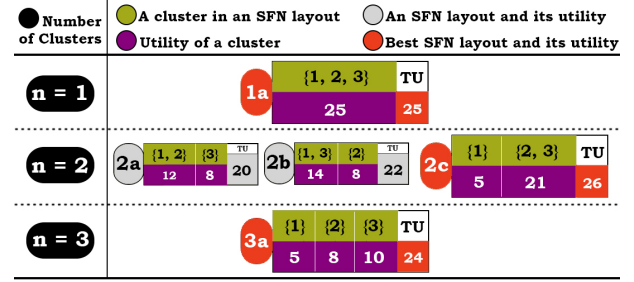 Number of Clusters
A cluster in an SFN layout
An SFN layout and its utility
Utility of a cluster
Best SFN layout and its utility
n = 1
1a
{1, 2, 3} TU
25 25
n = 2
2a
{1, 2} {3} TU
12 8 20
2b
{1, 3} {2} TU
14 8 22
2c
{1} {2, 3} TU
5 21 26
n = 3
3a
{1} {2} {3} TU
5 8 10 24